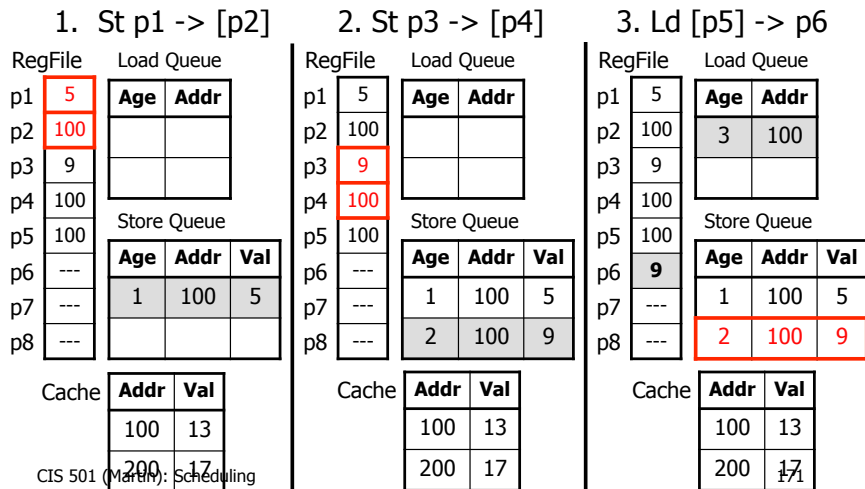 1. St p1 -> [p2]
RegFile Load Queue
p1 5 Age Addr
p2 100
p3 9
p4 100
p5 100 Store Queue
p6 --- Age Addr Val
p7 --- 1 100 5
p8 ---
Cache Addr Val
100 13
200 17
2. St p3 -> [p4]
RegFile Load Queue
p1 5 Age Addr
p2 100
p3 9
p4 100
p5 100 Store Queue
p6 --- Age Addr Val
p7 --- 1 100 5
p8 --- 2 100 9
Cache Addr Val
100 13
200 17
3. Ld [p5] -> p6
RegFile Load Queue
p1 5 Age Addr
p2 100 3 100
p3 9
p4 100
p5 100 Store Queue
p6 9 Age Addr Val
p7 --- 1 100 5
p8 --- 2 100 9
Cache Addr Val
100 13
200 17
CIS 501 (Martin): Scheduling 171